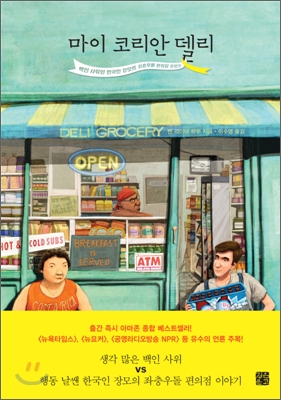 마이 코리안 델리
백인 사위와 한국인 장모의 좌충우돌 편의점 운영기
벤 라이더 하우 지음 · 이수영 옮김
DELI GROCERY
OPEN
HOT &
COLD SUBS
BREAKFAST
IS
SERVED
ATM
출간 즉시 아마존 종합 베스트셀러!
〈뉴욕타임스〉, 〈뉴요커〉, 〈공영라디오방송 NPR〉 등 유수의 언론 주목!
생각 많은 백인 사위
vs
행동 날쌘 한국인 장모의 좌충우돌 편의점 이야기